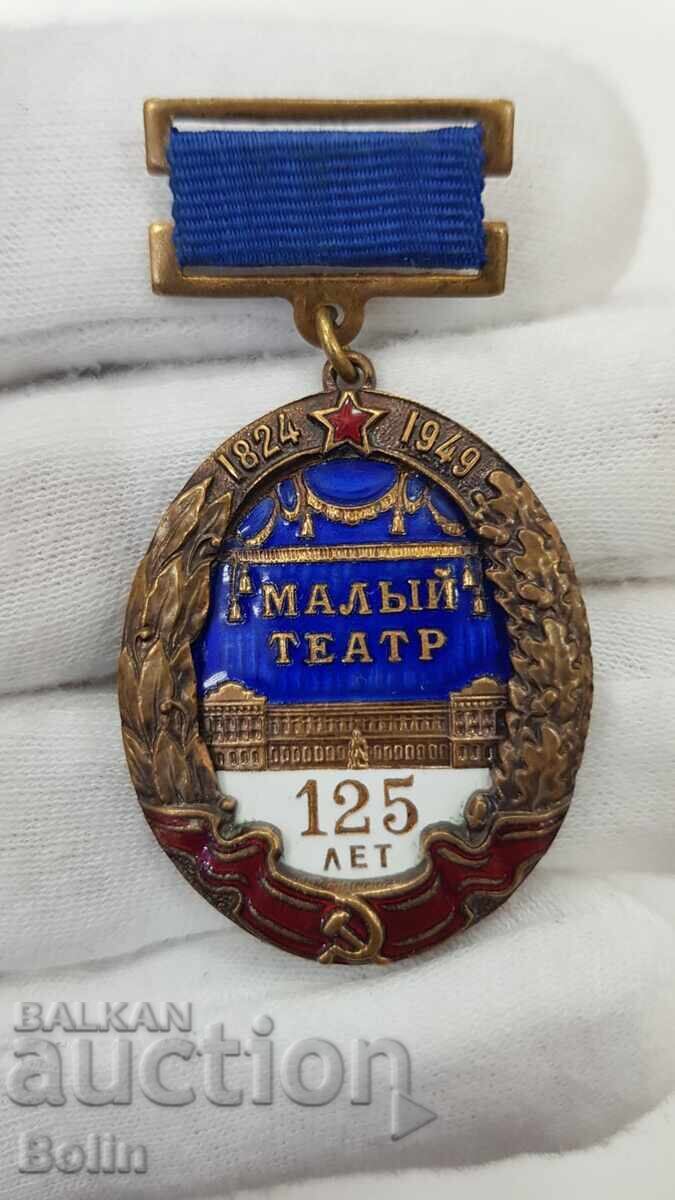 1824 1949
МАЛЫЙ
ТЕАТР
125
ЛЕТ
BALKAN
auction
Bolin